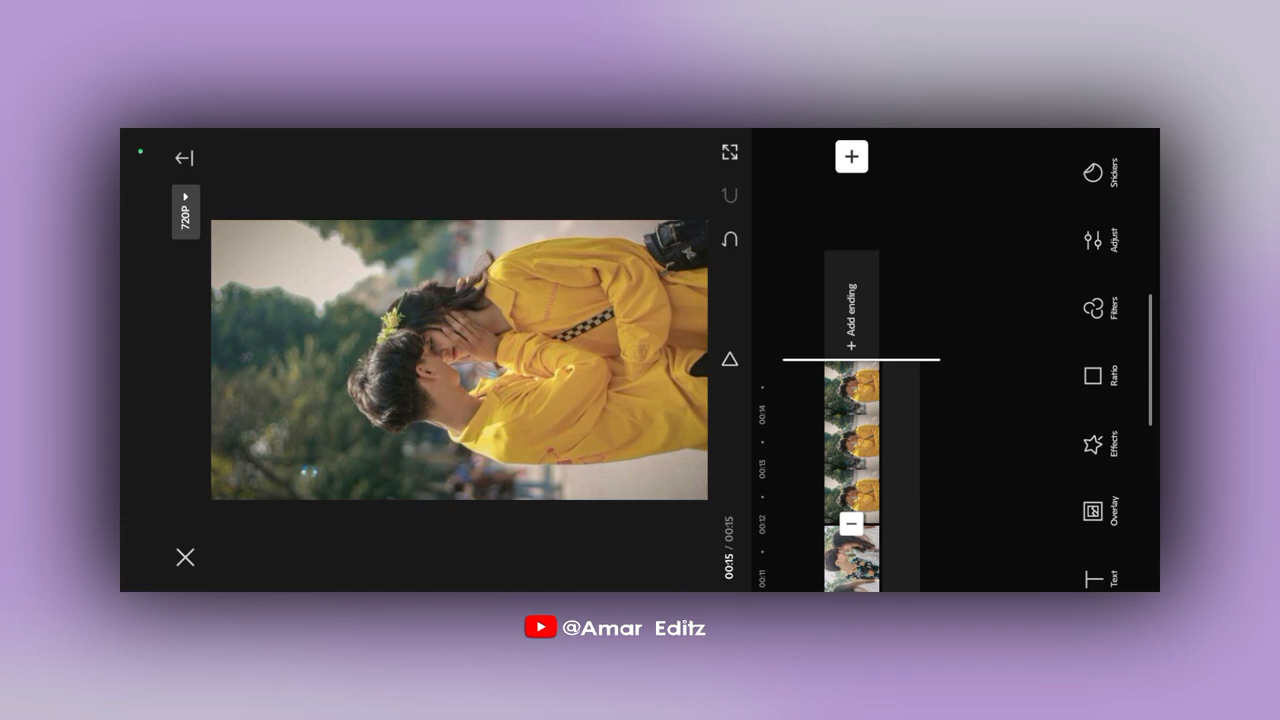 720P
00:15 / 00:15
00:11
00:12
00:13
00:14
+ Add ending
Text
Overlay
Effects
Ratio
Filters
Adjust
Stickers
@Amar Editz